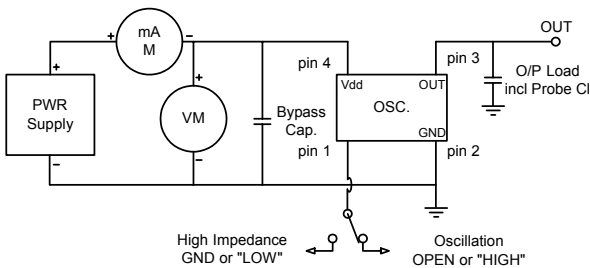 mA
M
+
−
OUT
pin 4
pin 3
+
+
Vdd
OUT
O/P Load
incl Probe Cl
PWR
Supply
VM
Bypass
Cap.
OSC.
GND
pin 1
pin 2
−
−
High Impedance
GND or "LOW"
Oscillation
OPEN or "HIGH"